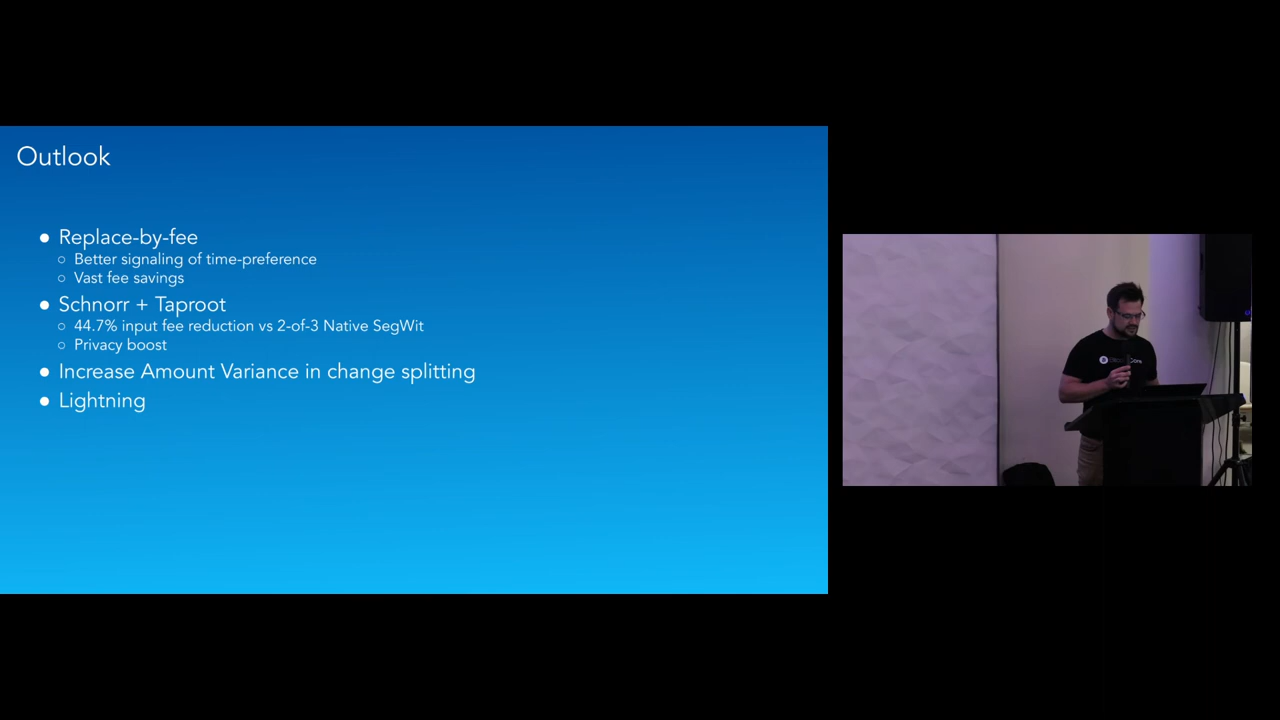 Outlook
● Replace-by-fee
○ Better signaling of time-preference
○ Vast fee savings
● Schnorr + Taproot
○ 44.7% input fee reduction vs 2-of-3 Native SegWit
○ Privacy boost
● Increase Amount Variance in change splitting
● Lightning